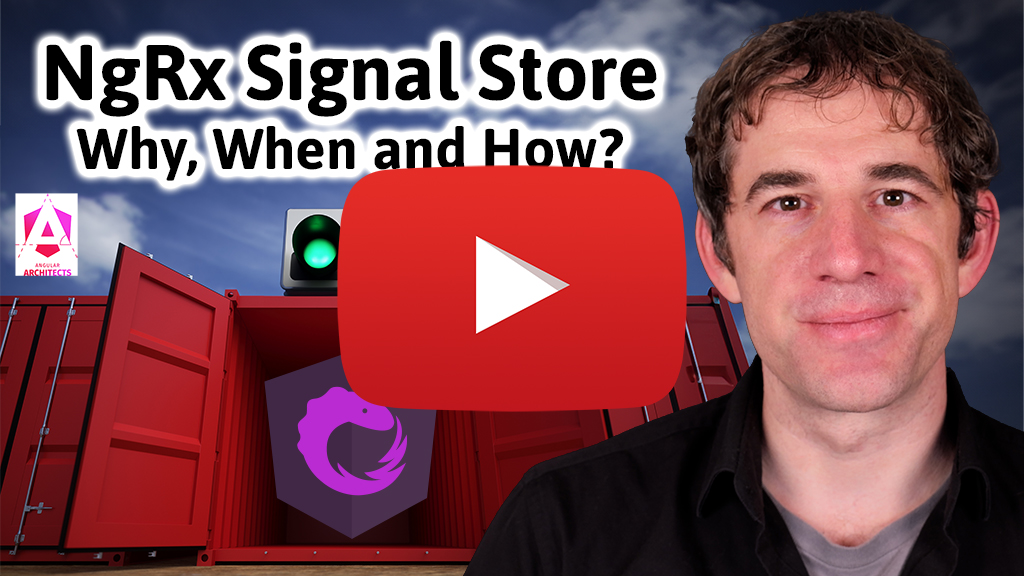 NgRx Signal Store
Why, When and How?
A
ANGULAR
ARCHITECTS